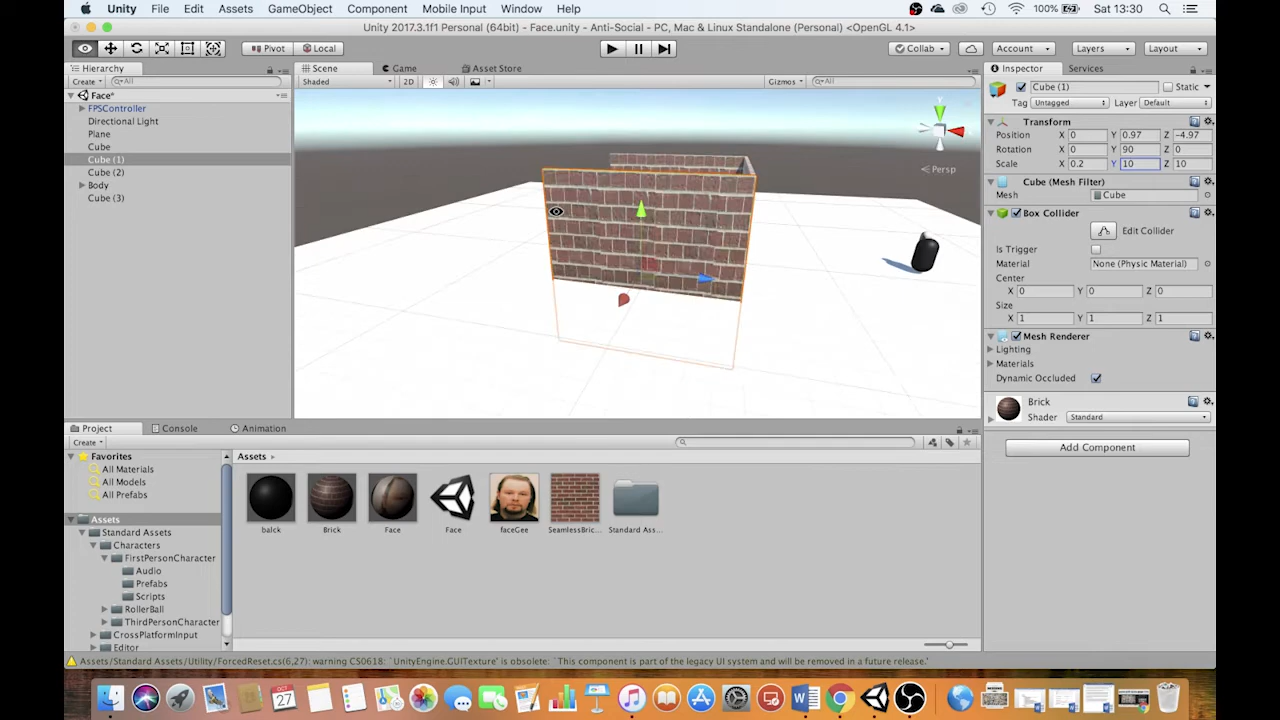 Unity File Edit Assets GameObject Component Mobile Input Window Help 100% Sat 13:30
Unity 2017.3.1f1 Personal (64bit) - Face.unity - Anti-Social - PC, Mac & Linux Standalone (Personal) <OpenGL 4.1>
Pivot Local Collab Account Layers Layout
Hierarchy Scene Game Asset Store Inspector Services
Create All Shaded 2D Gizmos All Cube (1) Static
Face*
Tag Untagged Layer Default
FPSController
Directional Light
Plane
Cube
Cube (1)
Cube (2)
Body
Cube (3)
y
Persp
Transform
Position X 0 Y 0.97 Z -4.97
Rotation X 0 Y 90 Z 0
Scale X 0.2 Y 10 Z 10
Cube (Mesh Filter)
Mesh Cube
Box Collider
Edit Collider
Is Trigger
Material None (Physic Material)
Center
X 0 Y 0 Z 0
Size
X 1 Y 1 Z 1
Mesh Renderer
Lighting
Materials
Dynamic Occluded
Brick
Shader Standard
Add Component
Project Console Animation
Create
Favorites Assets
All Materials
All Models
All Prefabs
Assets
Standard Assets
Characters
FirstPersonCharacter
Audio
Prefabs
Scripts
RollerBall
ThirdPersonCharacter
CrossPlatformInput
Editor
balck Brick Face Face faceGee SeamlessBric... Standard Ass...
Assets/Standard Assets/Utility/ForcedReset.cs(6,27): warning CS0618: `UnityEngine.GUITexture' is obsolete: `This component is part of the legacy UI system and will be removed in a future release.'
OCT
27